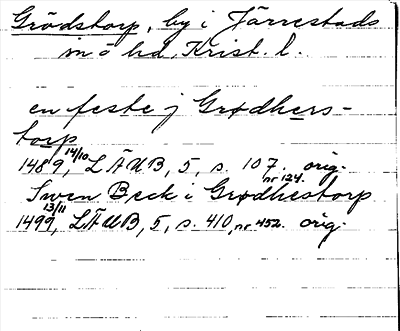 Grödstorp, by i Järrestads
m o hd, Krist. l.
en feste j Grødhers-
torp
1489 14/10, LÄUB, 5, s. 107. nr 124. orig.
Swen Beck i Grødhestorp
1499 13/11, LÄUB, 5, s. 410, nr 452. orig.